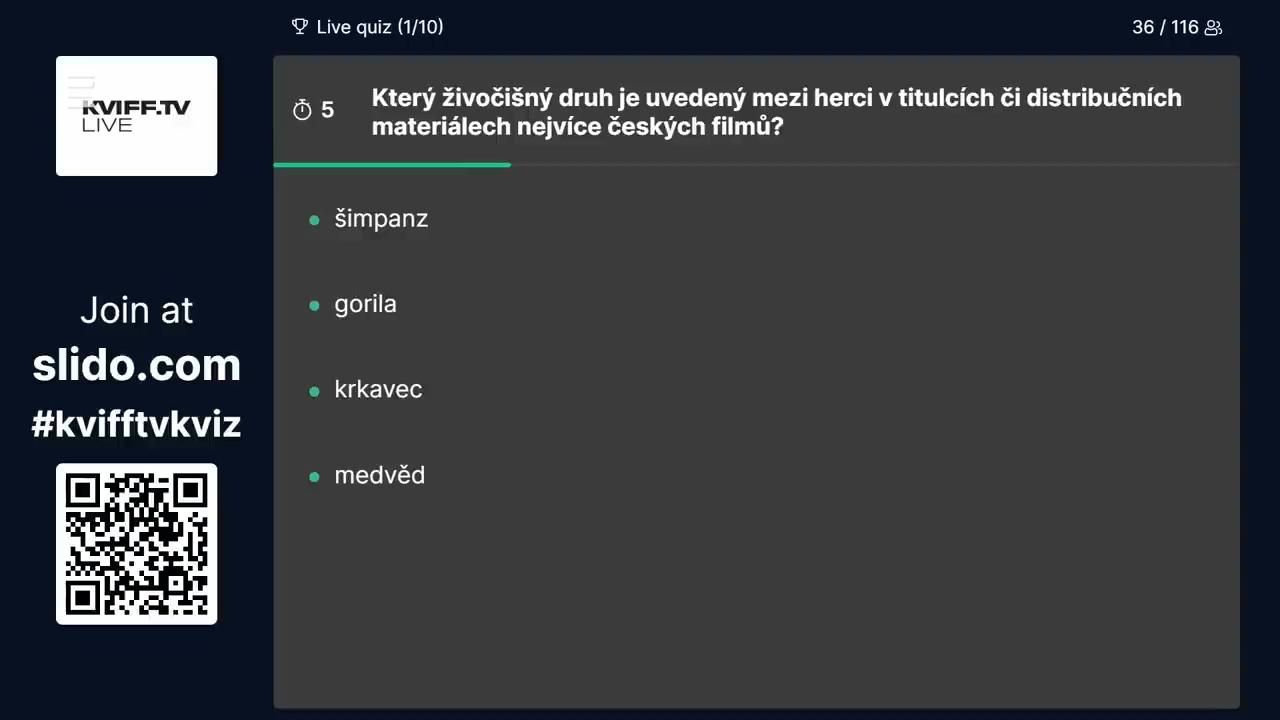 Live quiz (1/10)
36 / 116
KVIFF.TV
LIVE
5
Který živočišný druh je uvedený mezi herci v titulcích či distribučních
materiálech nejvíce českých filmů?
šimpanz
gorila
krkavec
medvěd
Join at
slido.com
#kvifftvkviz